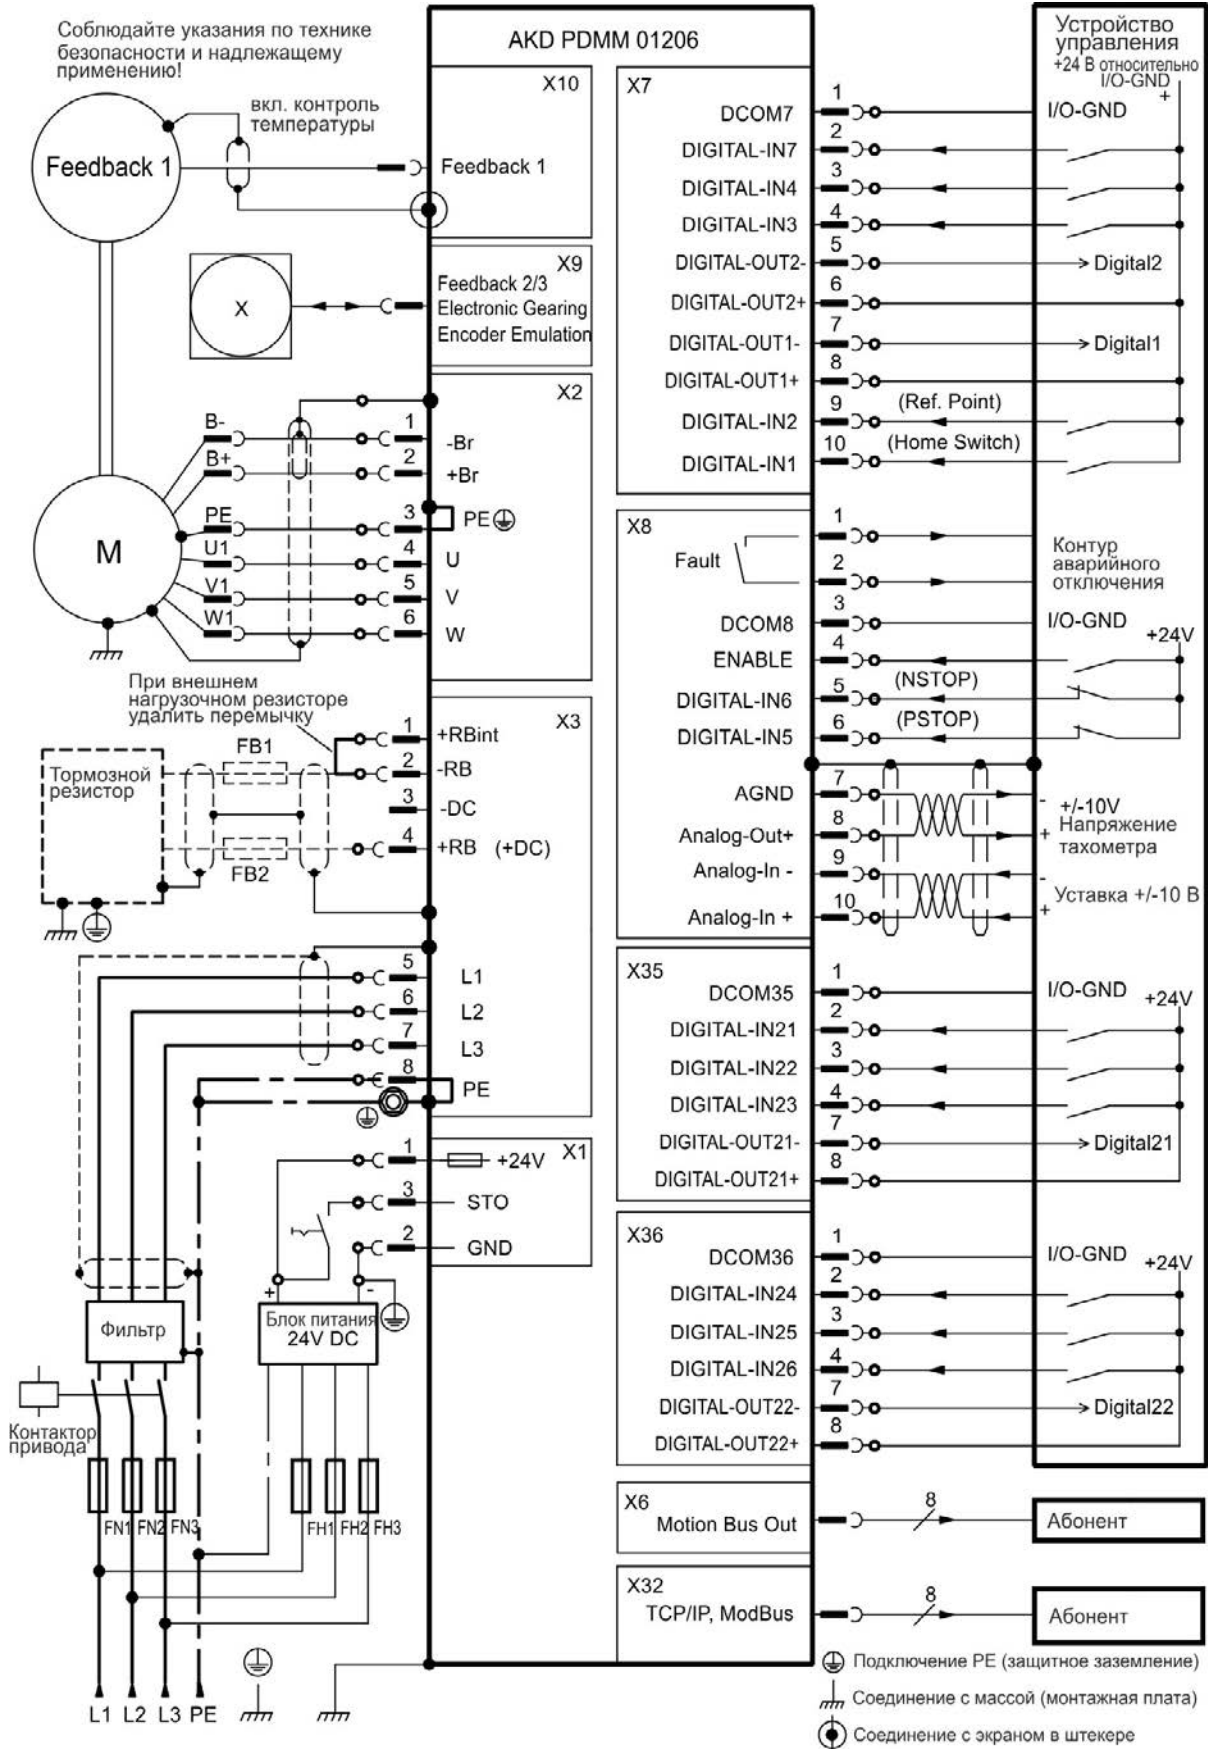 Соблюдайте указания по технике
безопасности и надлежащему
применению!
Feedback 1
вкл. контроль
температуры
X
B-
B+
PE
U1
V1
W1
M
При внешнем
нагрузочном резисторе
удалить перемычку
Тормозной
резистор
FB1
FB2
Фильтр
Контактор
привода
Блок питания
24V DC
+
-
FN1 FN2 FN3
FH1 FH2 FH3
L1 L2 L3 PE
AKD PDMM 01206
X10
Feedback 1
X9
Feedback 2/3
Electronic Gearing
Encoder Emulation
X2
1 -Br
2 +Br
3 PE
4 U
5 V
6 W
X3
1 +RBint
2 -RB
3 -DC
4 +RB (+DC)
5 L1
6 L2
7 L3
8 PE
X1
1 +24V
3 STO
2 GND
X7
DCOM7 1
DIGITAL-IN7 2
DIGITAL-IN4 3
DIGITAL-IN3 4
DIGITAL-OUT2- 5
DIGITAL-OUT2+ 6
DIGITAL-OUT1- 7
DIGITAL-OUT1+ 8
DIGITAL-IN2 9 (Ref. Point)
DIGITAL-IN1 10 (Home Switch)
X8
Fault 1
2
DCOM8 3
ENABLE 4
DIGITAL-IN6 5 (NSTOP)
DIGITAL-IN5 6 (PSTOP)
AGND 7
Analog-Out+ 8
Analog-In - 9
Analog-In + 10
X35
DCOM35 1
DIGITAL-IN21 2
DIGITAL-IN22 3
DIGITAL-IN23 4
DIGITAL-OUT21- 7
DIGITAL-OUT21+ 8
X36
DCOM36 1
DIGITAL-IN24 2
DIGITAL-IN25 3
DIGITAL-IN26 4
DIGITAL-OUT22- 7
DIGITAL-OUT22+ 8
X6
Motion Bus Out 8
X32
TCP/IP, ModBus 8
Устройство
управления
+24 В относительно
I/O-GND
+
I/O-GND
Digital2
Digital1
Контур
аварийного
отключения
I/O-GND
+24V
- +/-10V
+ Напряжение
тахометра
-
Уставка +/-10 В
+
I/O-GND
+24V
Digital21
I/O-GND
+24V
Digital22
Абонент
Абонент
Подключение PE (защитное заземление)
Соединение с массой (монтажная плата)
Соединение с экраном в штекере